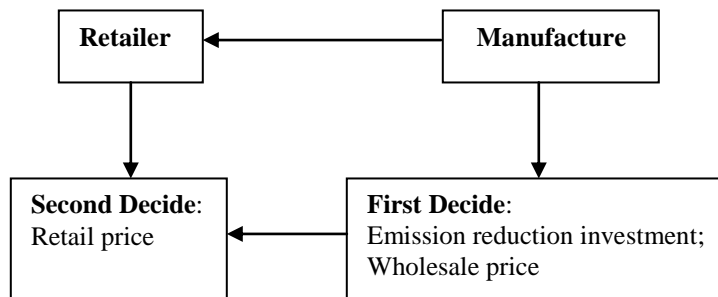 Retailer
Manufacture
Second Decide:
Retail price
First Decide:
Emission reduction investment;
Wholesale price